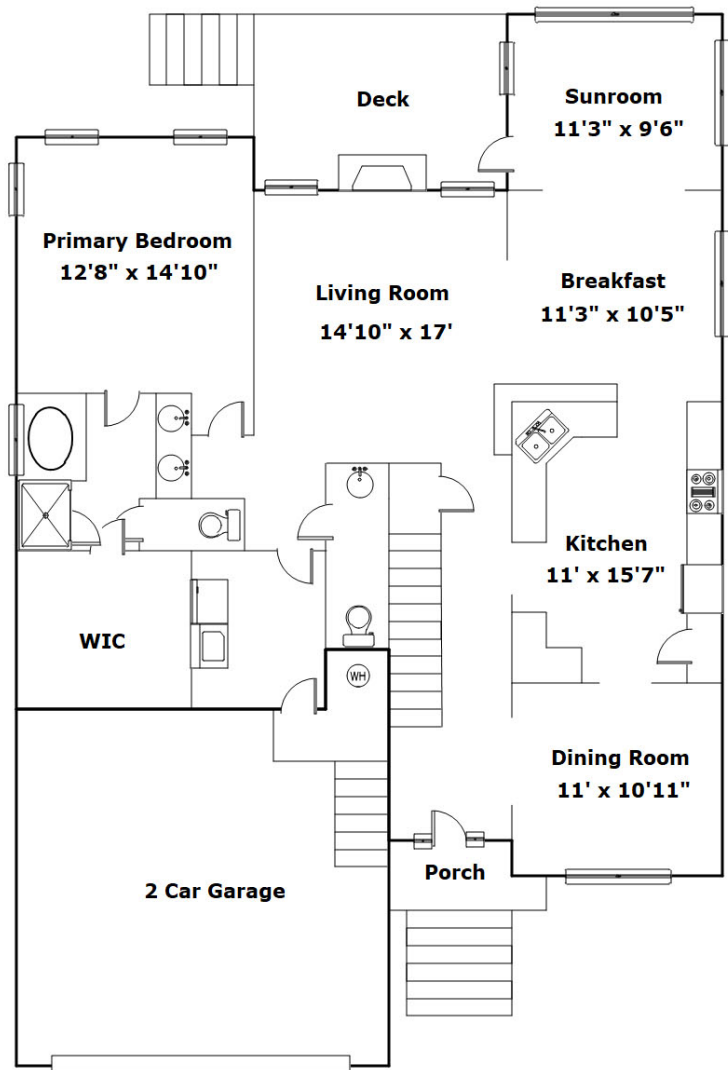 Deck
Sunroom
11'3" x 9'6"
Primary Bedroom
12'8" x 14'10"
Living Room
14'10" x 17'
Breakfast
11'3" x 10'5"
Kitchen
11' x 15'7"
WIC
WH
Dining Room
11' x 10'11"
Porch
2 Car Garage